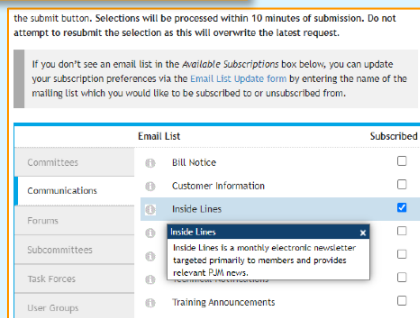 the submit button. Selections will be processed within 10 minutes of submission. Do not
attempt to resubmit the selection as this will overwrite the latest request.
If you don't see an email list in the Available Subscriptions box below, you can update
your subscription preferences via the Email List Update form by entering the name of the
mailing list which you would like to be subscribed to or unsubscribed from.
Email List Subscribed
Committees
Bill Notice
Customer Information
Communications
Inside Lines
Forums
Inside Lines x
Inside Lines is a monthly electronic newsletter
targeted primarily to members and provides
relevant PJM news.
Subcommittees
Task Forces
User Groups
Training Announcements